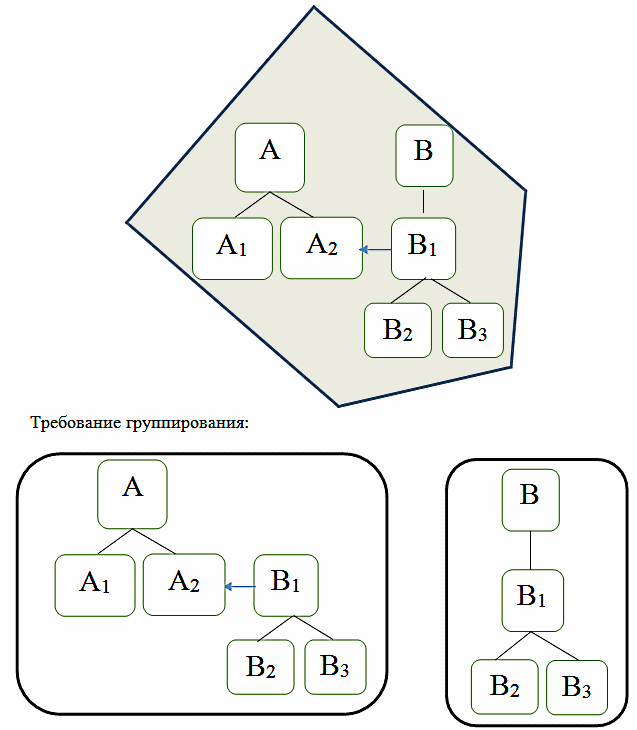 A B
A1 A2 B1
B2 B3
Требование группирования:
A B
A1 A2 B1 B1
B2 B3 B2 B3